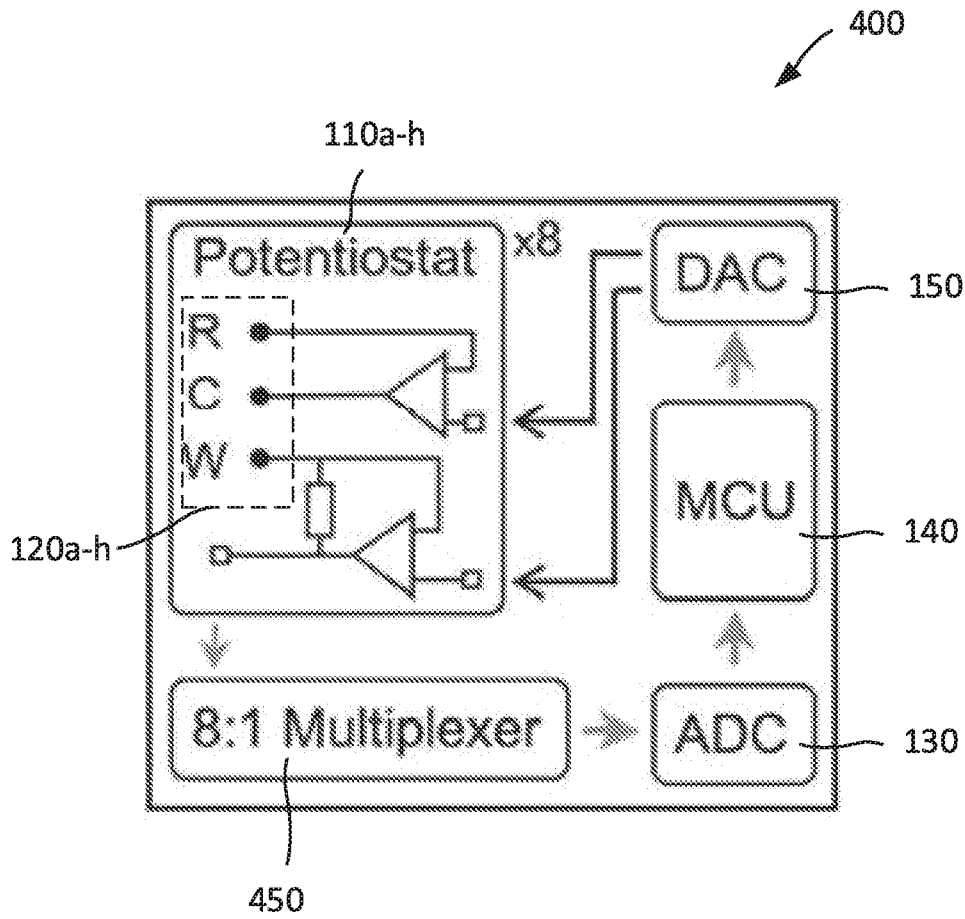 400
110a-h
Potentiostat
x8
DAC
150
R
C
W
MCU
140
120a-h
8:1 Multiplexer
ADC
130
450